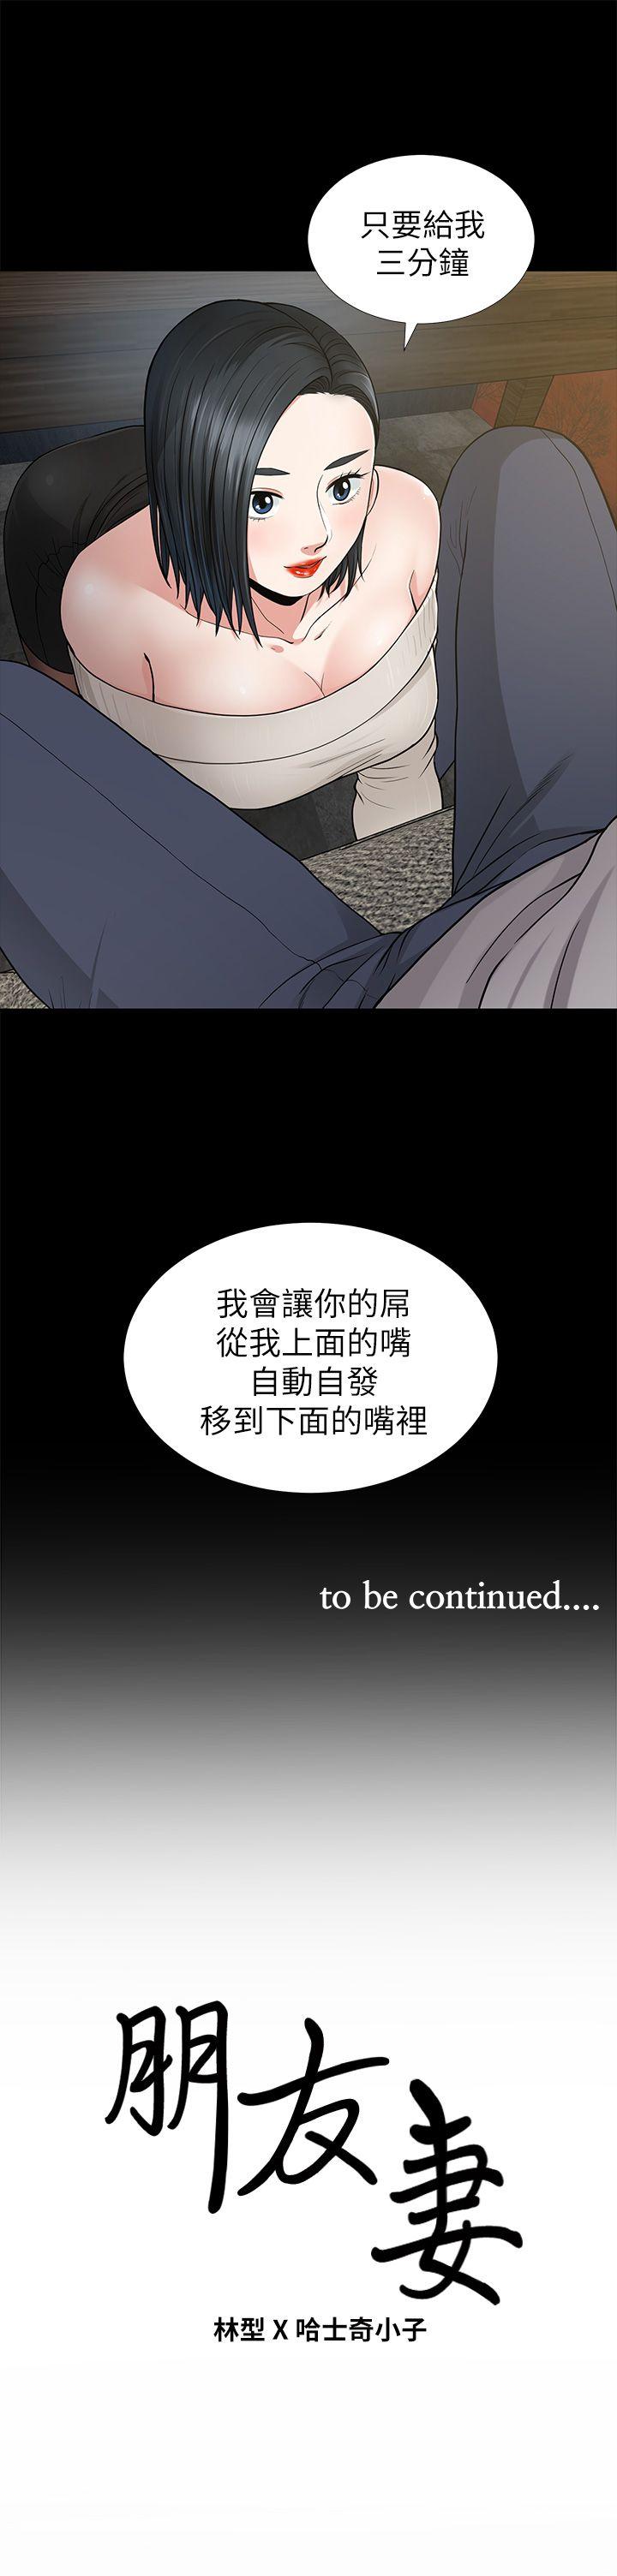 只要給我
三分鐘
我會讓你的屌
從我上面的嘴
自動自發
移到下面的嘴裡
to be continued....
朋友妻
林型 X 哈士奇小子